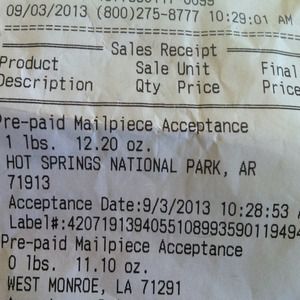 09/03/2013 (800)275-8777 10:29:01 AM
Sales Receipt
Product Sale Unit Final
Description Qty Price Price
Pre-paid Mailpiece Acceptance
1 lbs. 12.20 oz.
HOT SPRINGS NATIONAL PARK, AR
71913
Acceptance Date:9/3/2013 10:28:53 A
Label#:420719139405510899359011949
Pre-paid Mailpiece Acceptance
0 lbs. 11.10 oz.
WEST MONROE, LA 71291